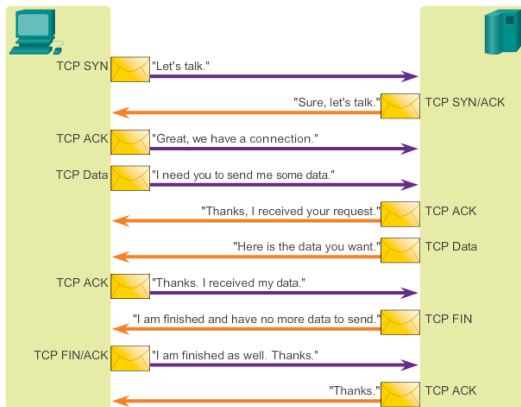 TCP SYN "Let's talk."
"Sure, let's talk." TCP SYN/ACK
TCP ACK "Great, we have a connection."
TCP Data "I need you to send me some data."
"Thanks, I received your request." TCP ACK
"Here is the data you want." TCP Data
TCP ACK "Thanks. I received my data."
"I am finished and have no more data to send." TCP FIN
TCP FIN/ACK "I am finished as well. Thanks."
"Thanks." TCP ACK